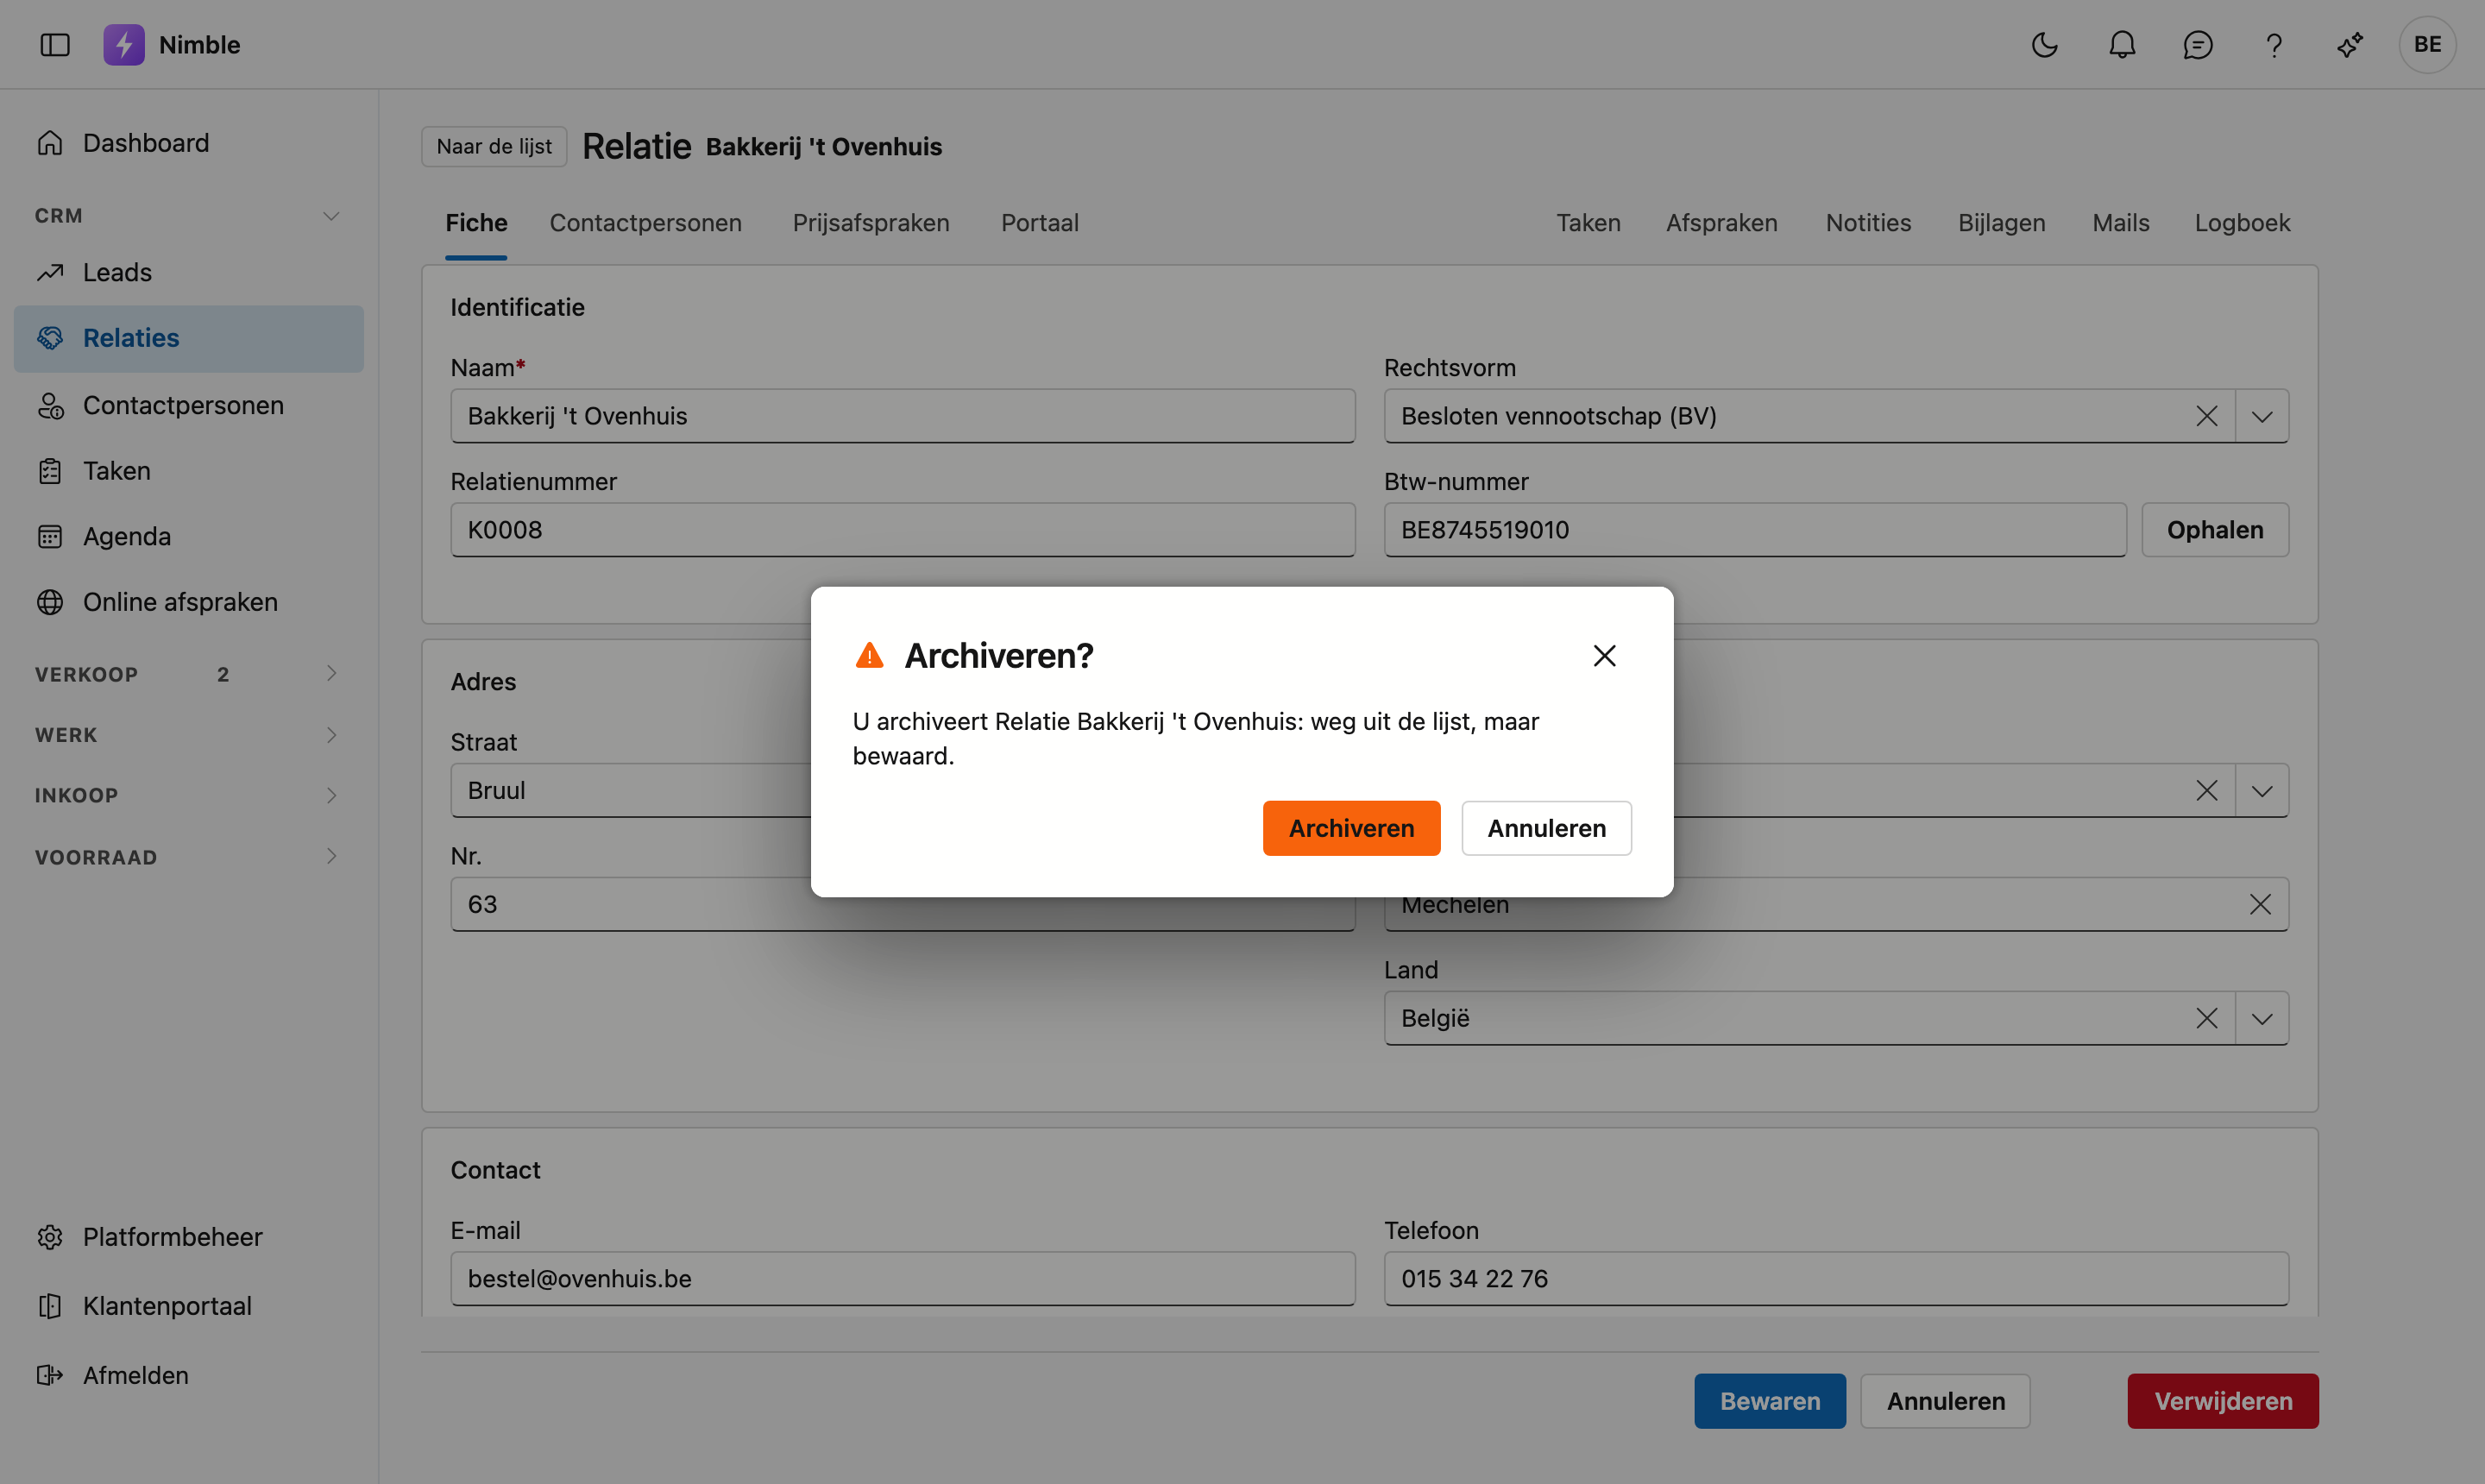 Nimble
BE
Dashboard
CRM
Leads
Relaties
Contactpersonen
Taken
Agenda
Online afspraken
VERKOOP 2
WERK
INKOOP
VOORRAAD
Platformbeheer
Klantenportaal
Afmelden
Naar de lijst Relatie Bakkerij 't Ovenhuis
Fiche Contactpersonen Prijsafspraken Portaal Taken Afspraken Notities Bijlagen Mails Logboek
Identificatie
Naam* Rechtsvorm
Bakkerij 't Ovenhuis Besloten vennootschap (BV)
Relatienummer Btw-nummer
K0008 BE8745519010 Ophalen
Archiveren?
U archiveert Relatie Bakkerij 't Ovenhuis: weg uit de lijst, maar
bewaard.
Archiveren Annuleren
Adres
Straat
Bruul
Nr.
63 Mechelen
Land
België
Contact
E-mail Telefoon
bestel@ovenhuis.be 015 34 22 76
Bewaren Annuleren Verwijderen